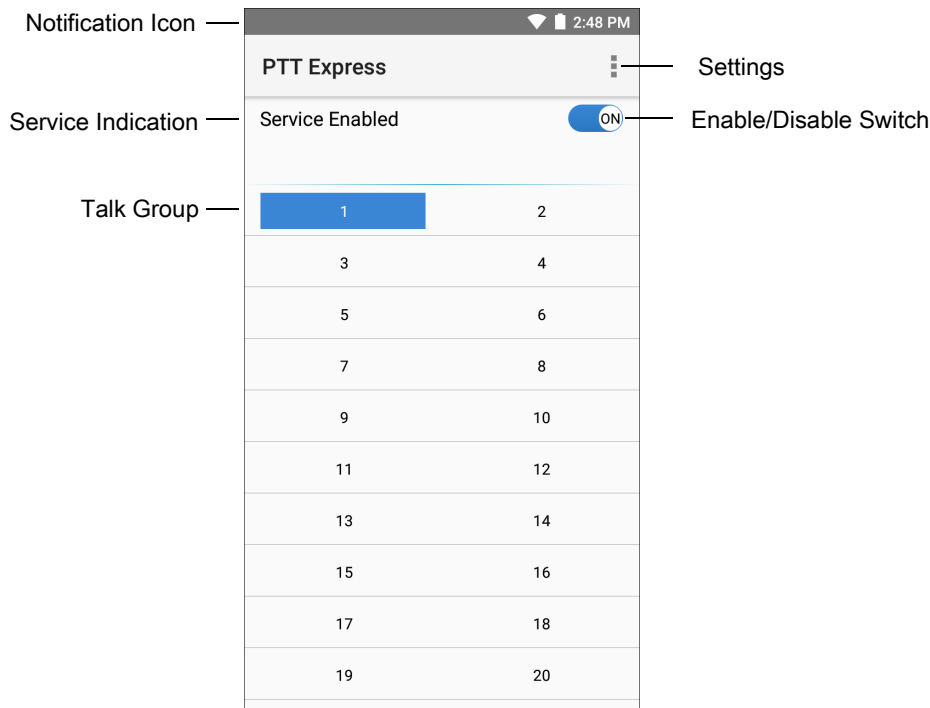 Notification Icon
2:48 PM
PTT Express
Settings
Service Indication
Service Enabled
ON
Enable/Disable Switch
Talk Group
1 2
3 4
5 6
7 8
9 10
11 12
13 14
15 16
17 18
19 20